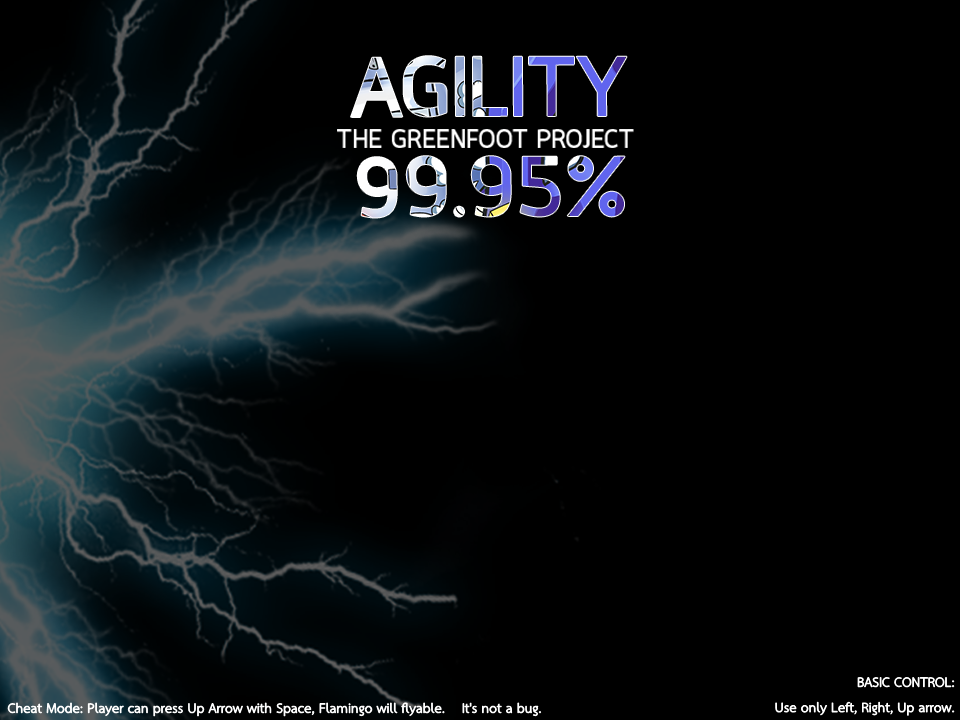 AGILITY
THE GREENFOOT PROJECT
99.95%
BASIC CONTROL:
Cheat Mode: Player can press Up Arrow with Space, Flamingo will flyable. It's not a bug.
Use only Left, Right, Up arrow.